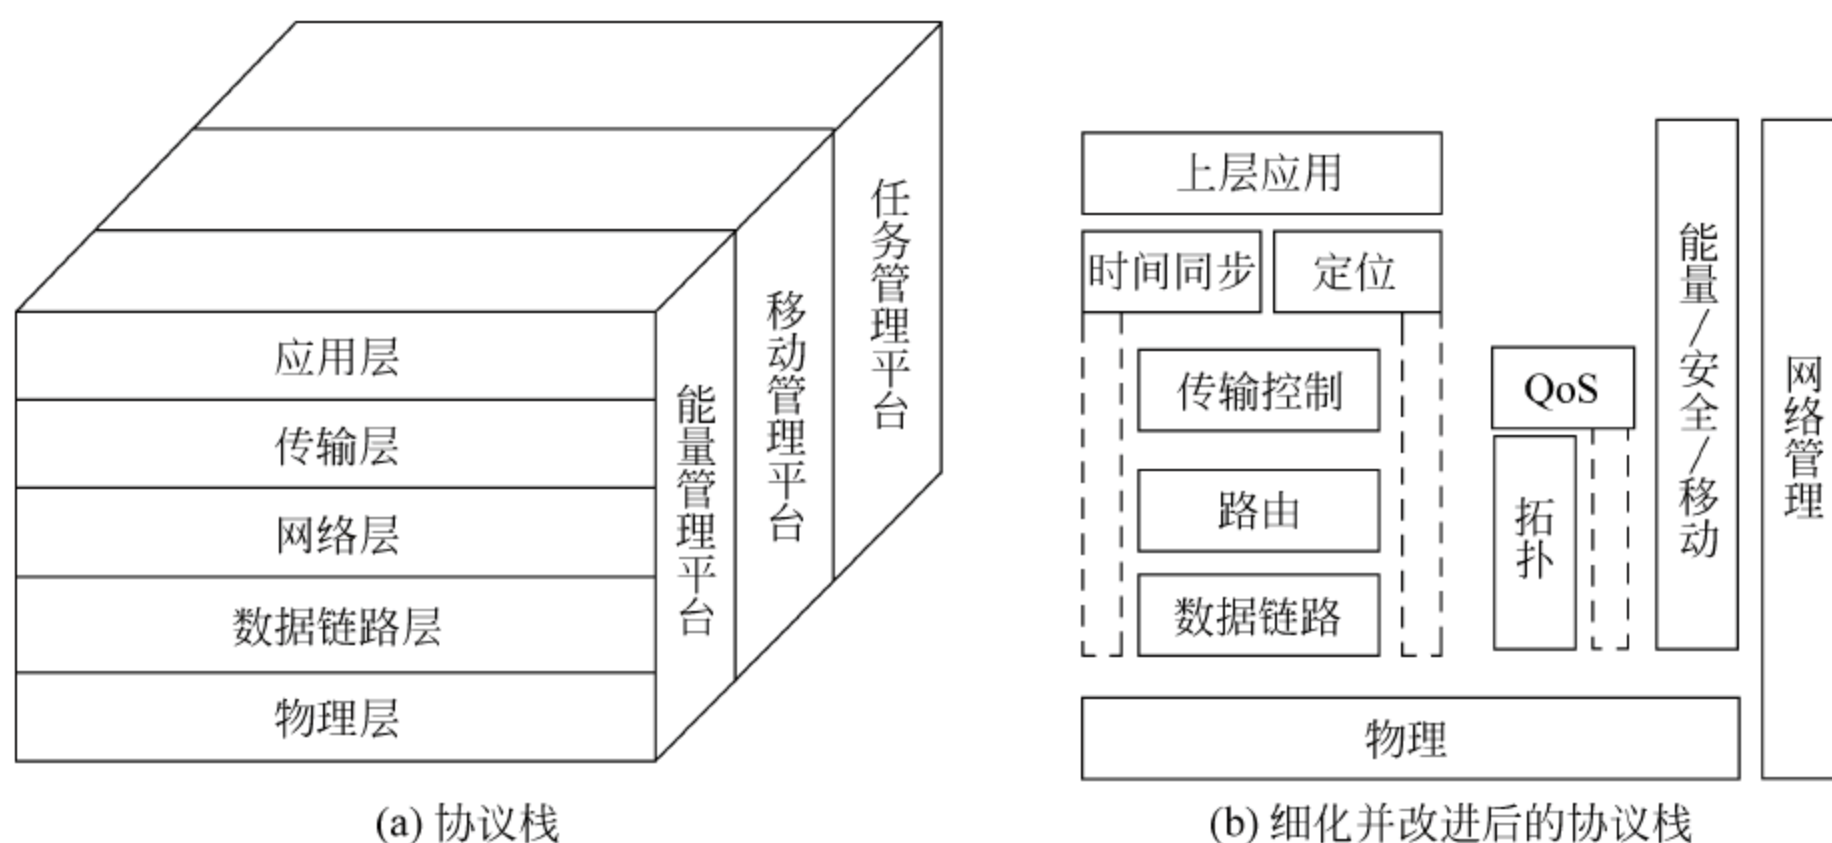 应用层
传输层
网络层
数据链路层
物理层
能量管理平台
移动管理平台
任务管理平台
(a) 协议栈
上层应用
时间同步
定位
传输控制
路由
数据链路
QoS
拓扑
能量/安全/移动
网络管理
物理
(b) 细化并改进后的协议栈